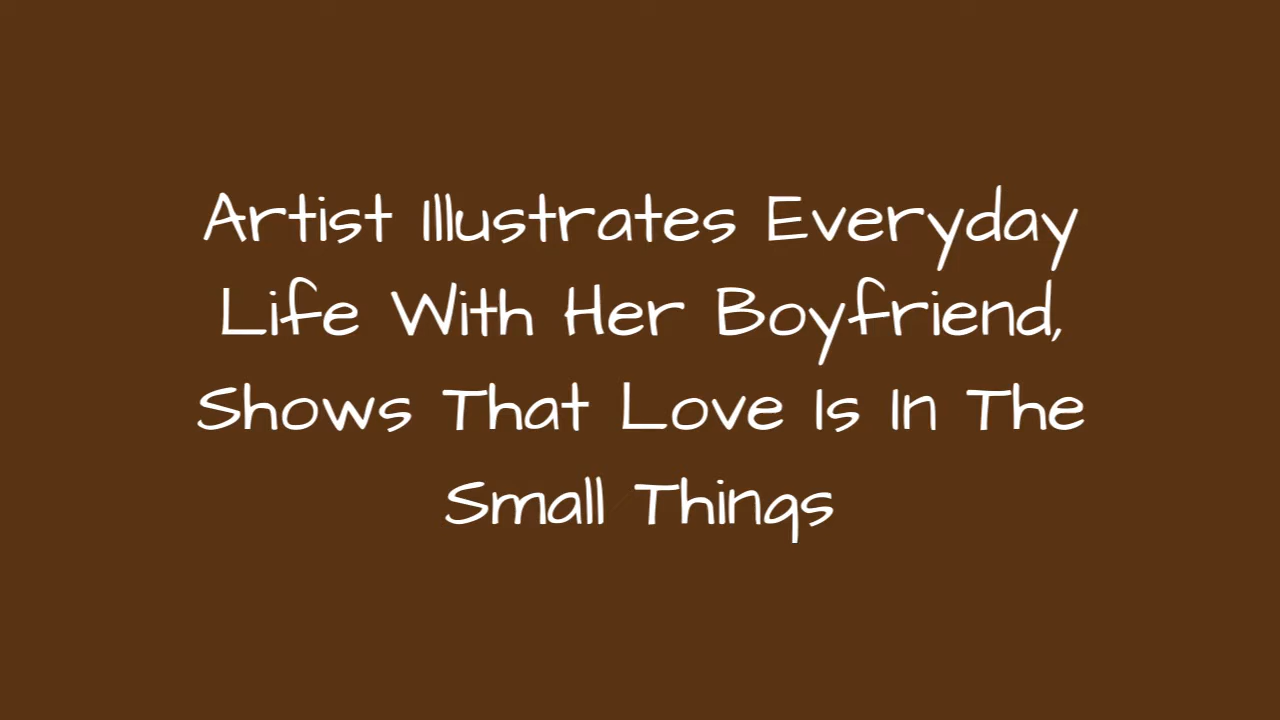 Artist Illustrates Everyday
Life With Her Boyfriend,
Shows That Love Is In The
Small Things